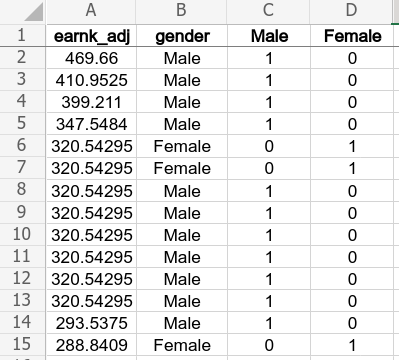 A B C D
1 earnk_adj gender Male Female
2 469.66 Male 1 0
3 410.9525 Male 1 0
4 399.211 Male 1 0
5 347.5484 Male 1 0
6 320.54295 Female 0 1
7 320.54295 Female 0 1
8 320.54295 Male 1 0
9 320.54295 Male 1 0
10 320.54295 Male 1 0
11 320.54295 Male 1 0
12 320.54295 Male 1 0
13 320.54295 Male 1 0
14 293.5375 Male 1 0
15 288.8409 Female 0 1